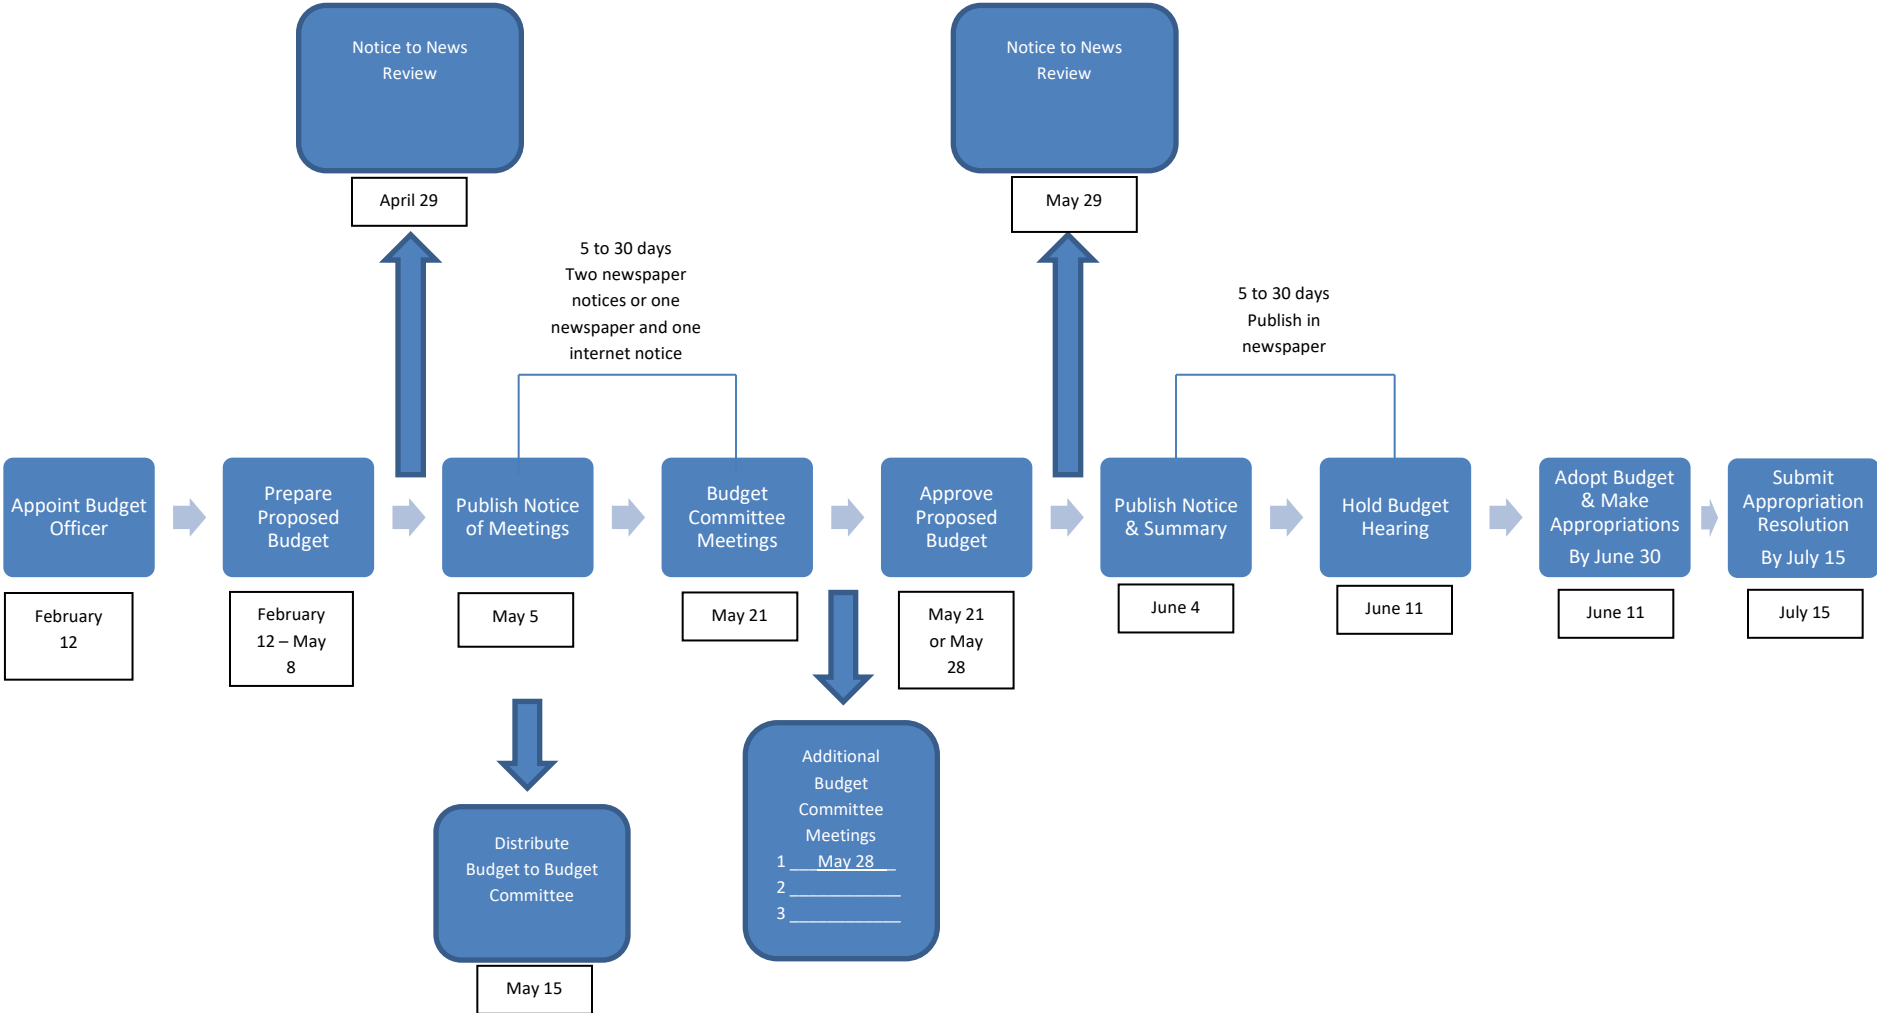 Notice to News
Review
April 29
Notice to News
Review
May 29
5 to 30 days
Two newspaper
notices or one
newspaper and one
internet notice
5 to 30 days
Publish in
newspaper
Appoint Budget
Officer
February
12
Prepare
Proposed
Budget
February
12 – May
8
Publish Notice
of Meetings
May 5
Budget
Committee
Meetings
May 21
Approve
Proposed
Budget
May 21
or May
28
Publish Notice
& Summary
June 4
Hold Budget
Hearing
June 11
Adopt Budget
& Make
Appropriations
By June 30
June 11
Submit
Appropriation
Resolution
By July 15
July 15
Distribute
Budget to Budget
Committee
May 15
Additional
Budget
Committee
Meetings
1 ___May 28__
2 ____________
3 ____________